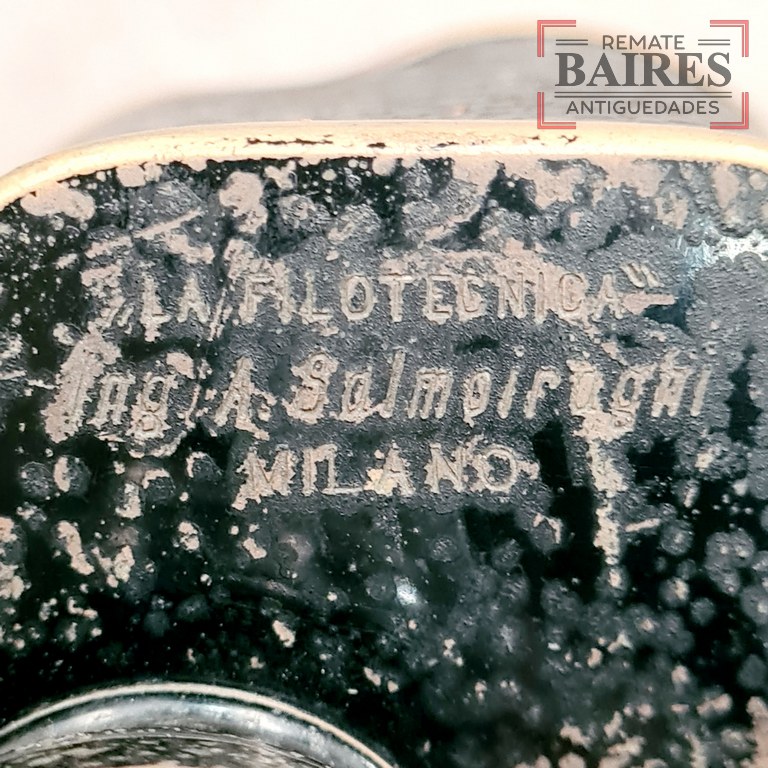 REMATE
BAIRES
ANTIGUEDADES
"LA FILOTECNICA"
Ing. A. Salmoiraghi
MILANO